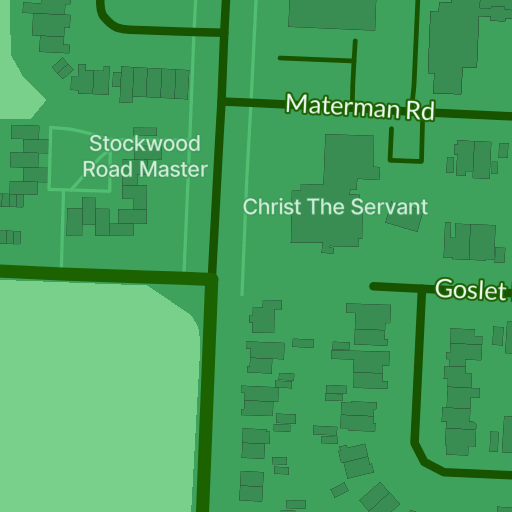 Materman Rd
Stockwood
Road Master
Christ The Servant
Goslet